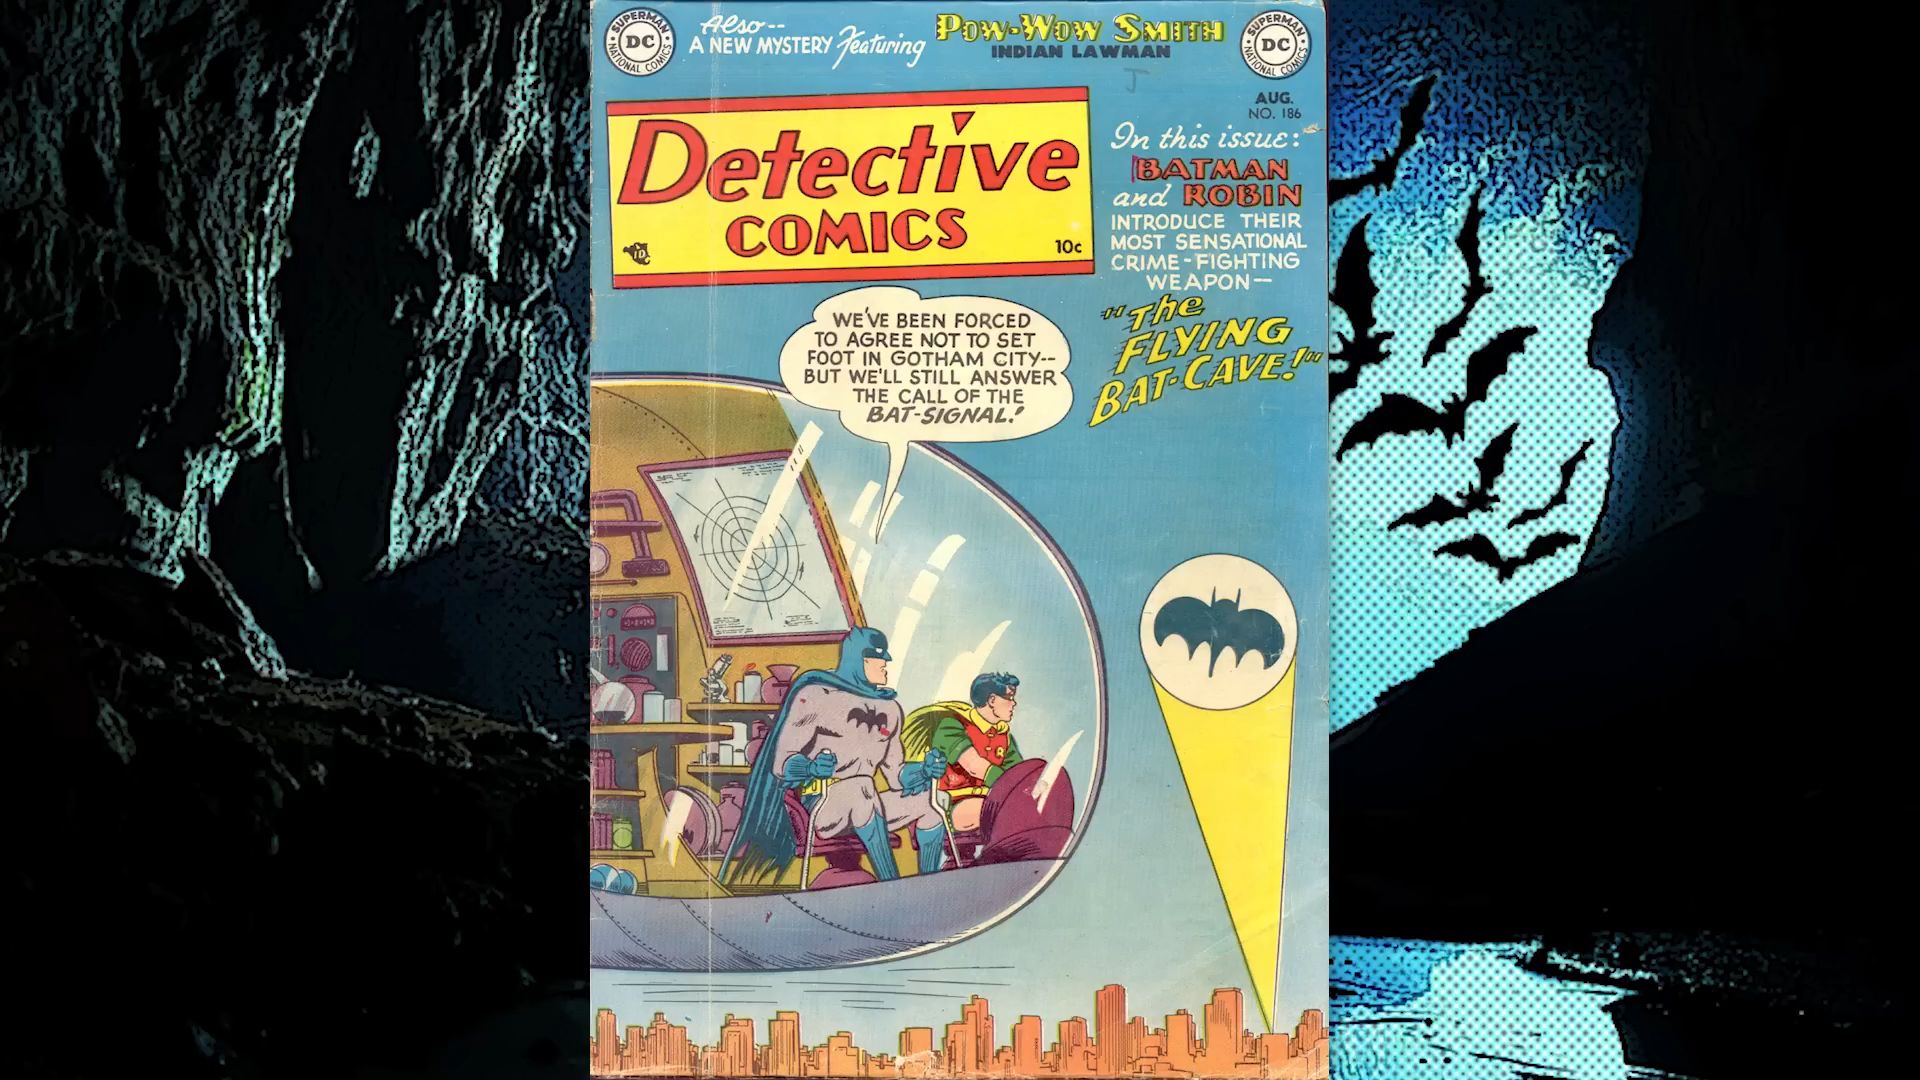 SUPERMAN
DC
NATIONAL COMICS
Also--
A NEW MYSTERY Featuring
POW-WOW SMITH
INDIAN LAWMAN
SUPERMAN
DC
NATIONAL COMICS
AUG.
NO. 186
Detective
COMICS
10c
In this issue:
BATMAN
and ROBIN
INTRODUCE THEIR
MOST SENSATIONAL
CRIME-FIGHTING
WEAPON--
"The
FLYING
BAT-CAVE!"
WE'VE BEEN FORCED
TO AGREE NOT TO SET
FOOT IN GOTHAM CITY--
BUT WE'LL STILL ANSWER
THE CALL OF THE
BAT-SIGNAL!
R